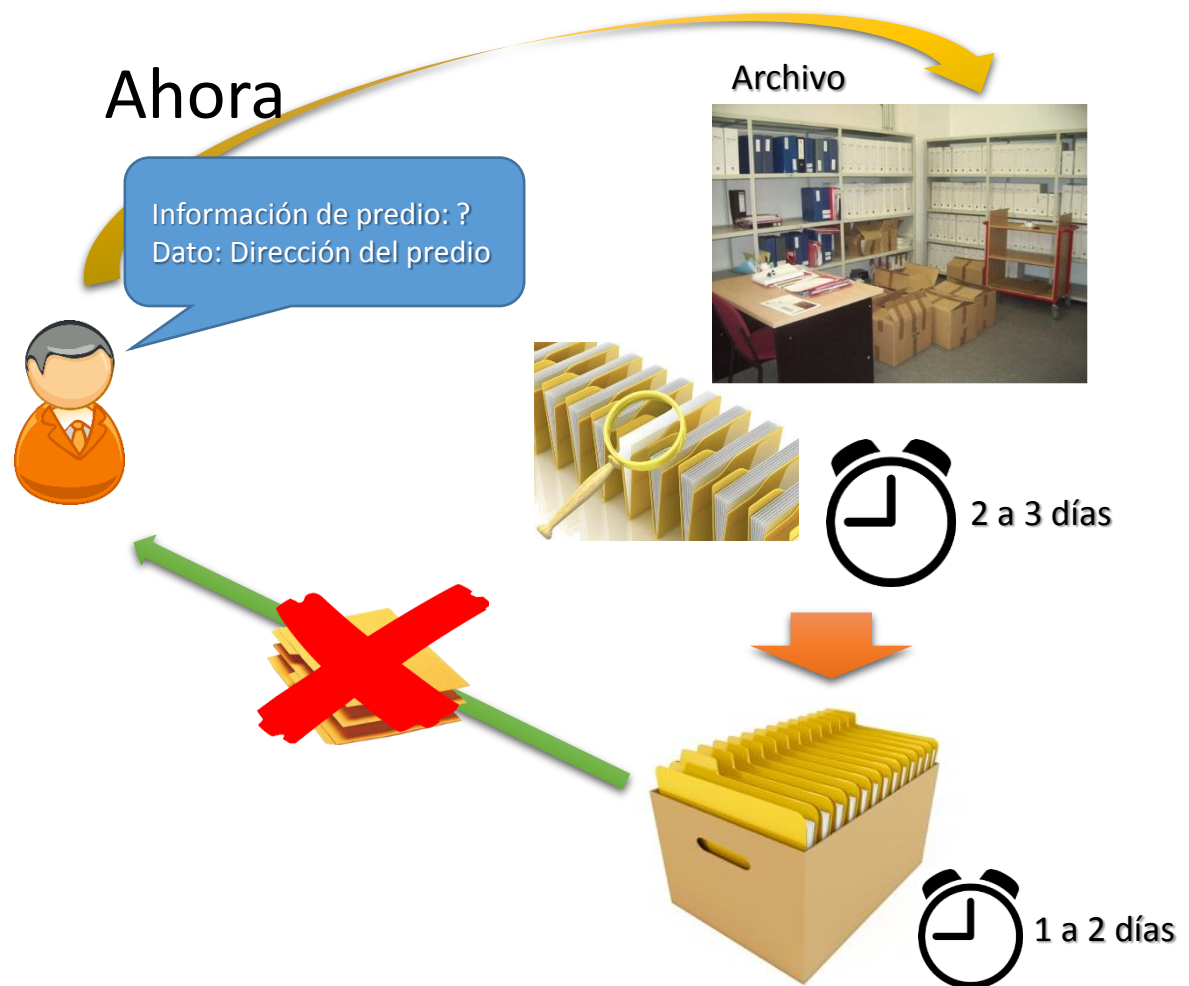 Ahora
Archivo
Información de predio: ?
Dato: Dirección del predio
2 a 3 días
1 a 2 días